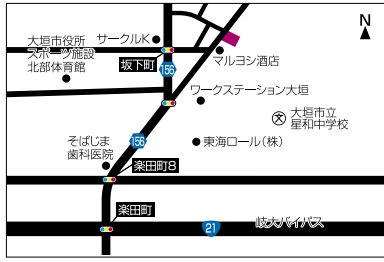 大垣市役所
スポーツ施設
北部体育館
サークルK
N
坂下町
マルヨシ酒店
156
ワークステーション大垣
文
大垣市立
星和中学校
156
東海ロール（株）
そばじま
歯科医院
楽田町8
楽田町
21
岐大バイパス